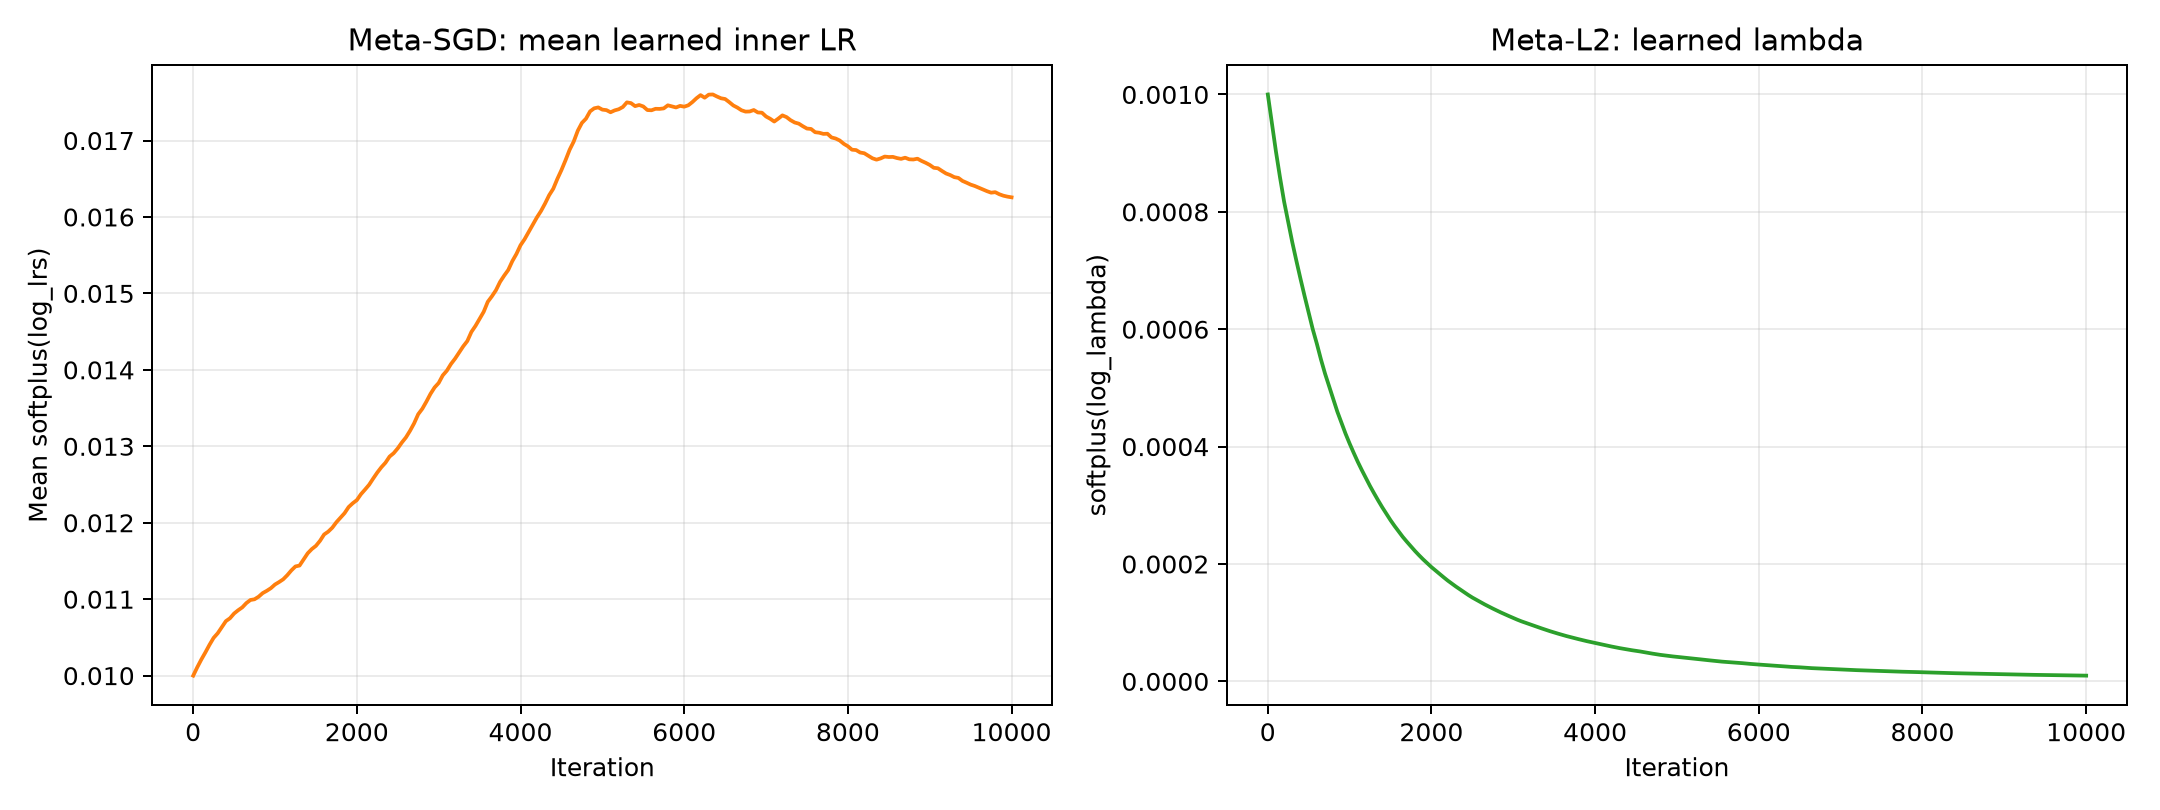 Meta-SGD: mean learned inner LR
Mean softplus(log_lrs)
0.017
0.016
0.015
0.014
0.013
0.012
0.011
0.010
0 2000 4000 6000 8000 10000
Iteration
Meta-L2: learned lambda
softplus(log_lambda)
0.0010
0.0008
0.0006
0.0004
0.0002
0.0000
0 2000 4000 6000 8000 10000
Iteration